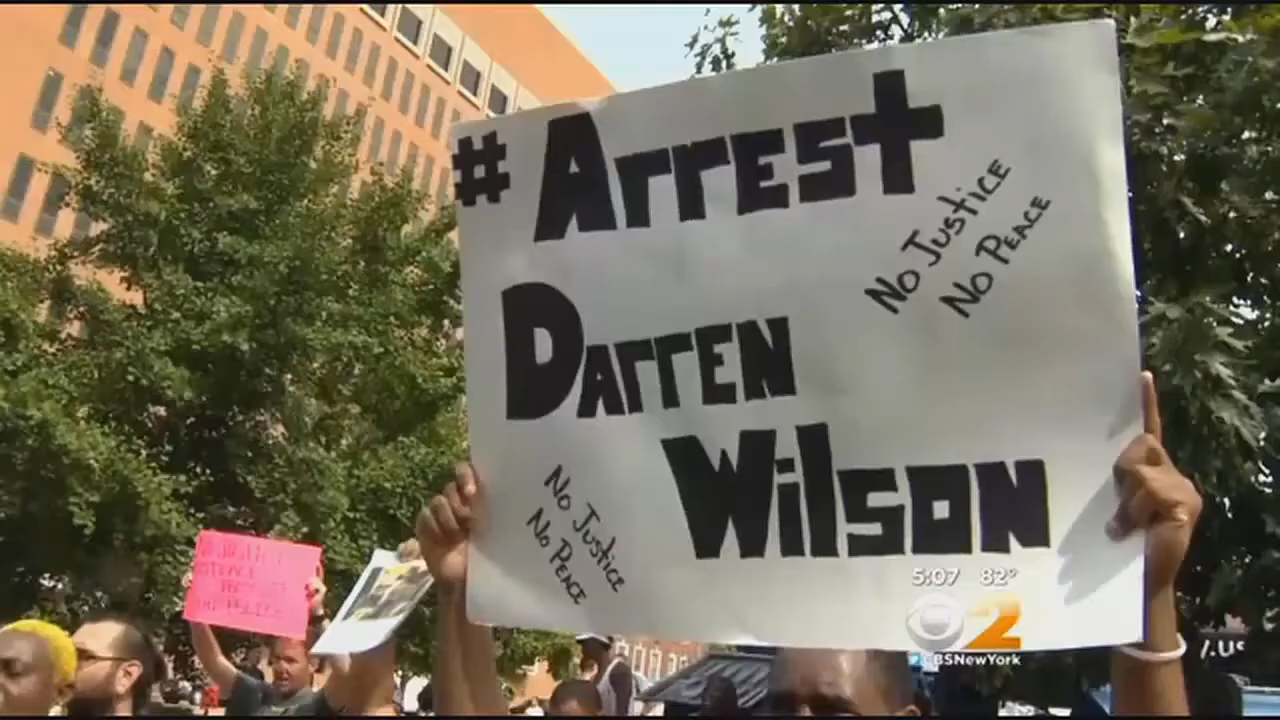 # Arrest
No Justice
No Peace
Darren
Wilson
No Justice
No Peace
5:07 82°
2
@CBSNewYork